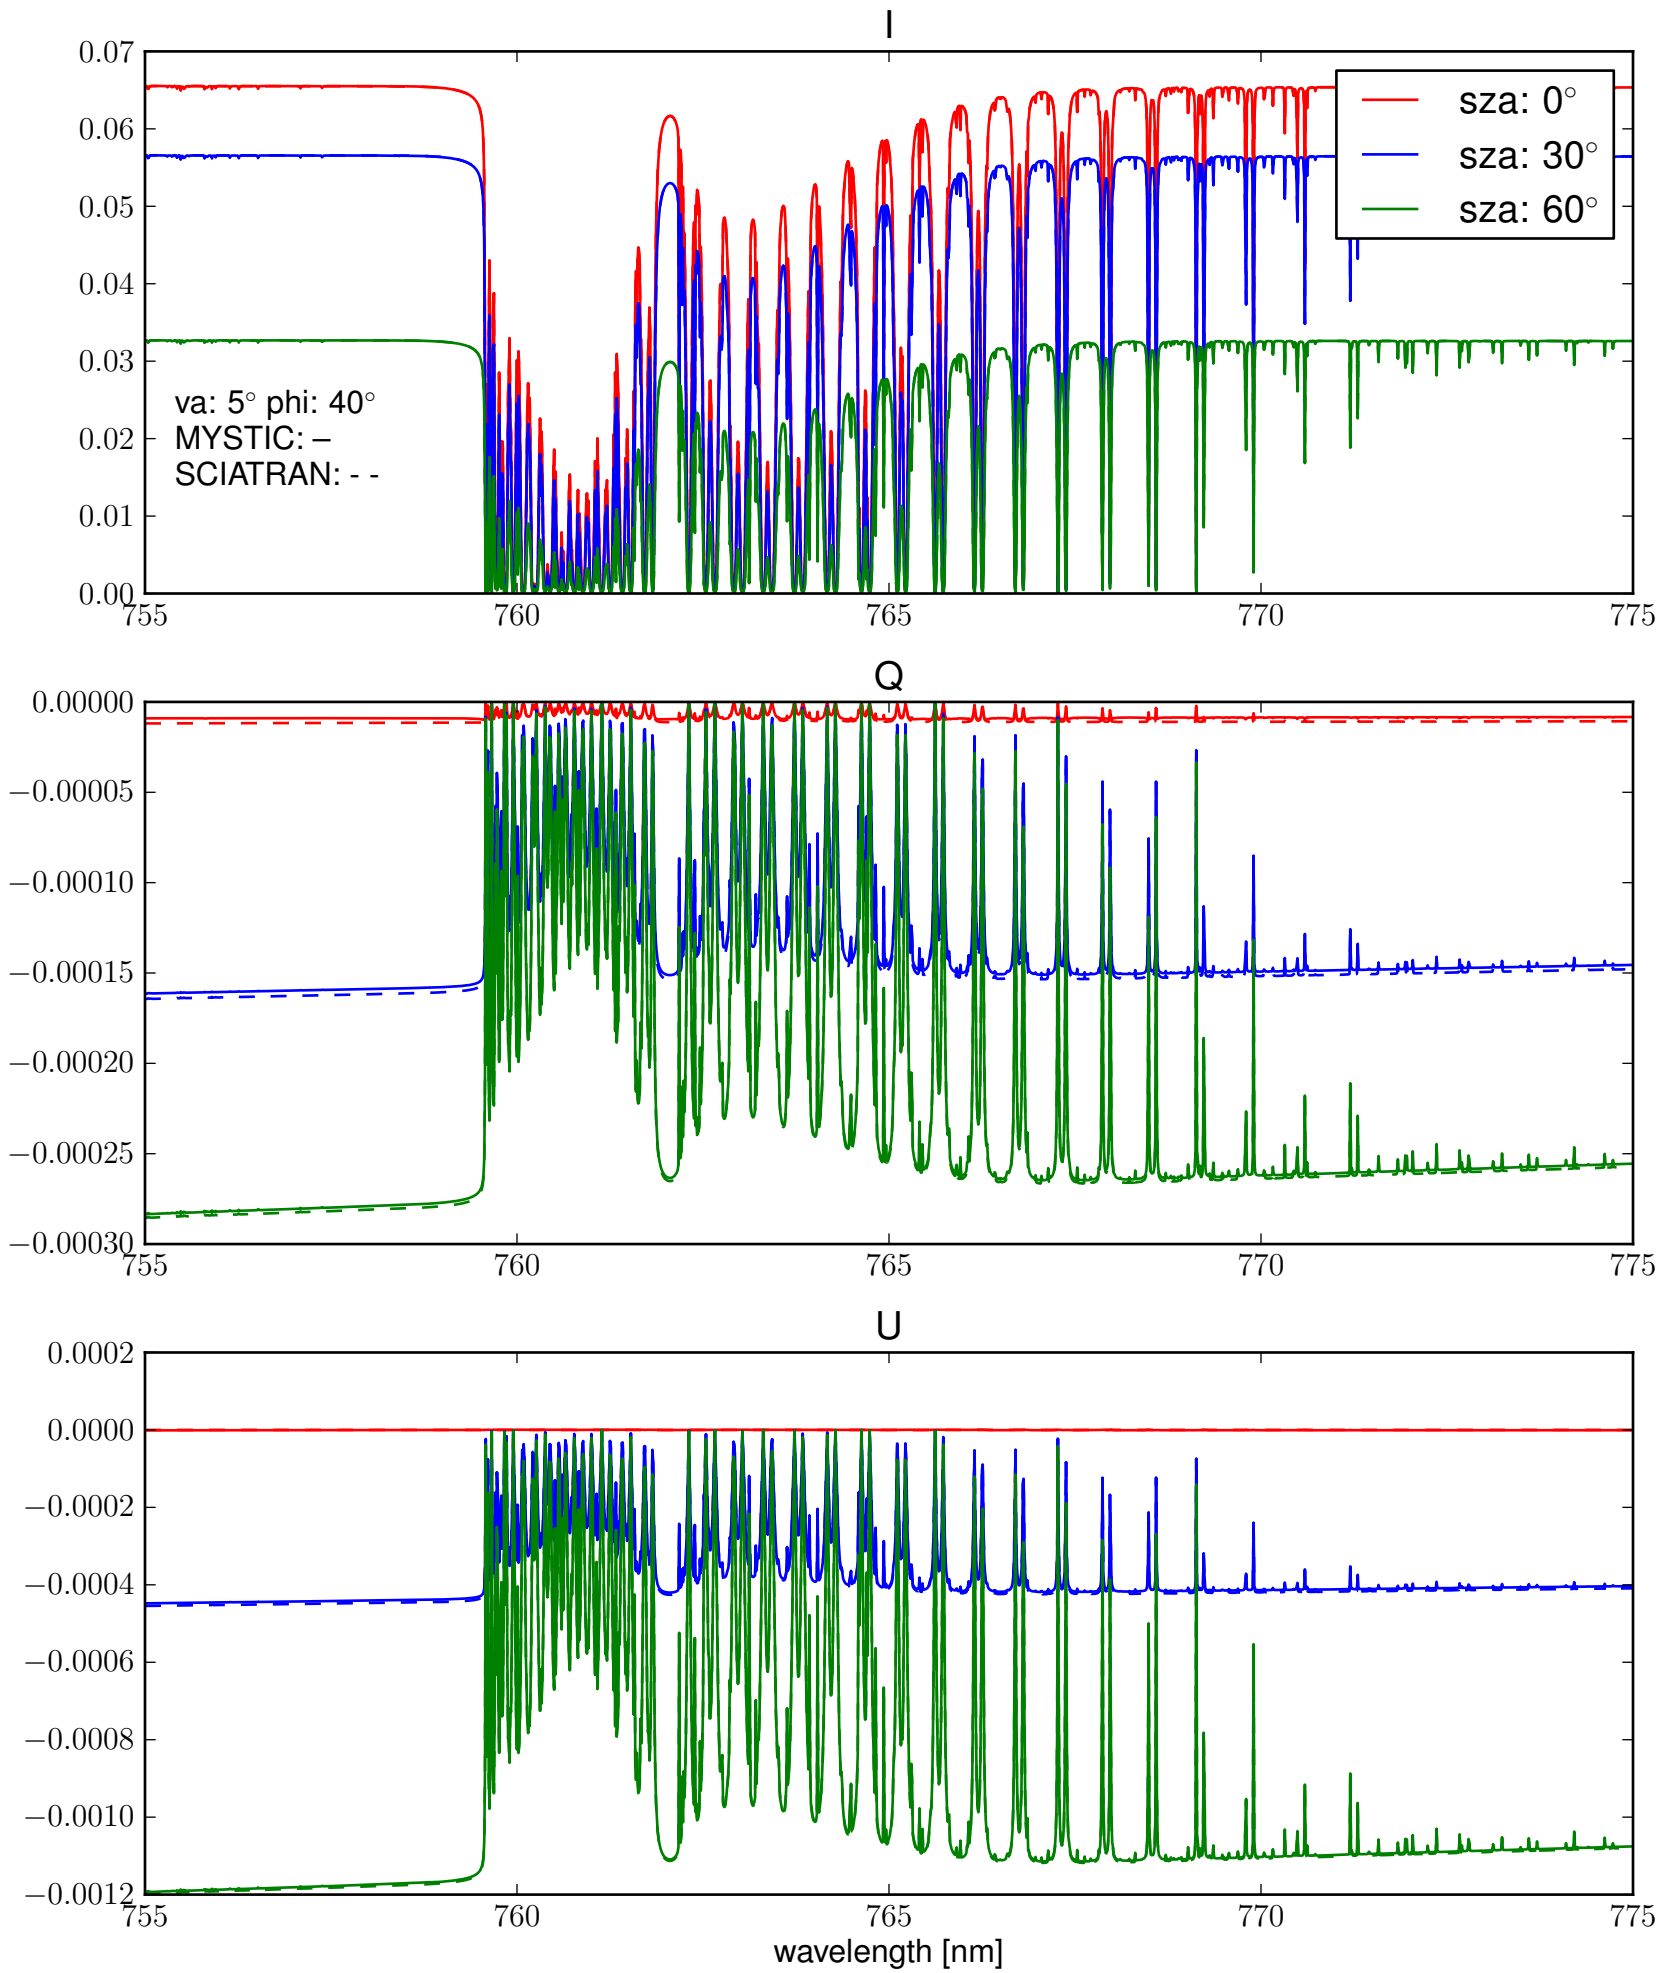 I
0.07
0.06
0.05
0.04
0.03
0.02
0.01
0.00
sza: 0°
sza: 30°
sza: 60°
va: 5° phi: 40°
MYSTIC: –
SCIATRAN: - -
755 760 765 770 775
Q
0.00000
−0.00005
−0.00010
−0.00015
−0.00020
−0.00025
−0.00030
755 760 765 770 775
U
0.0002
0.0000
−0.0002
−0.0004
−0.0006
−0.0008
−0.0010
−0.0012
755 760 765 770 775
wavelength [nm]